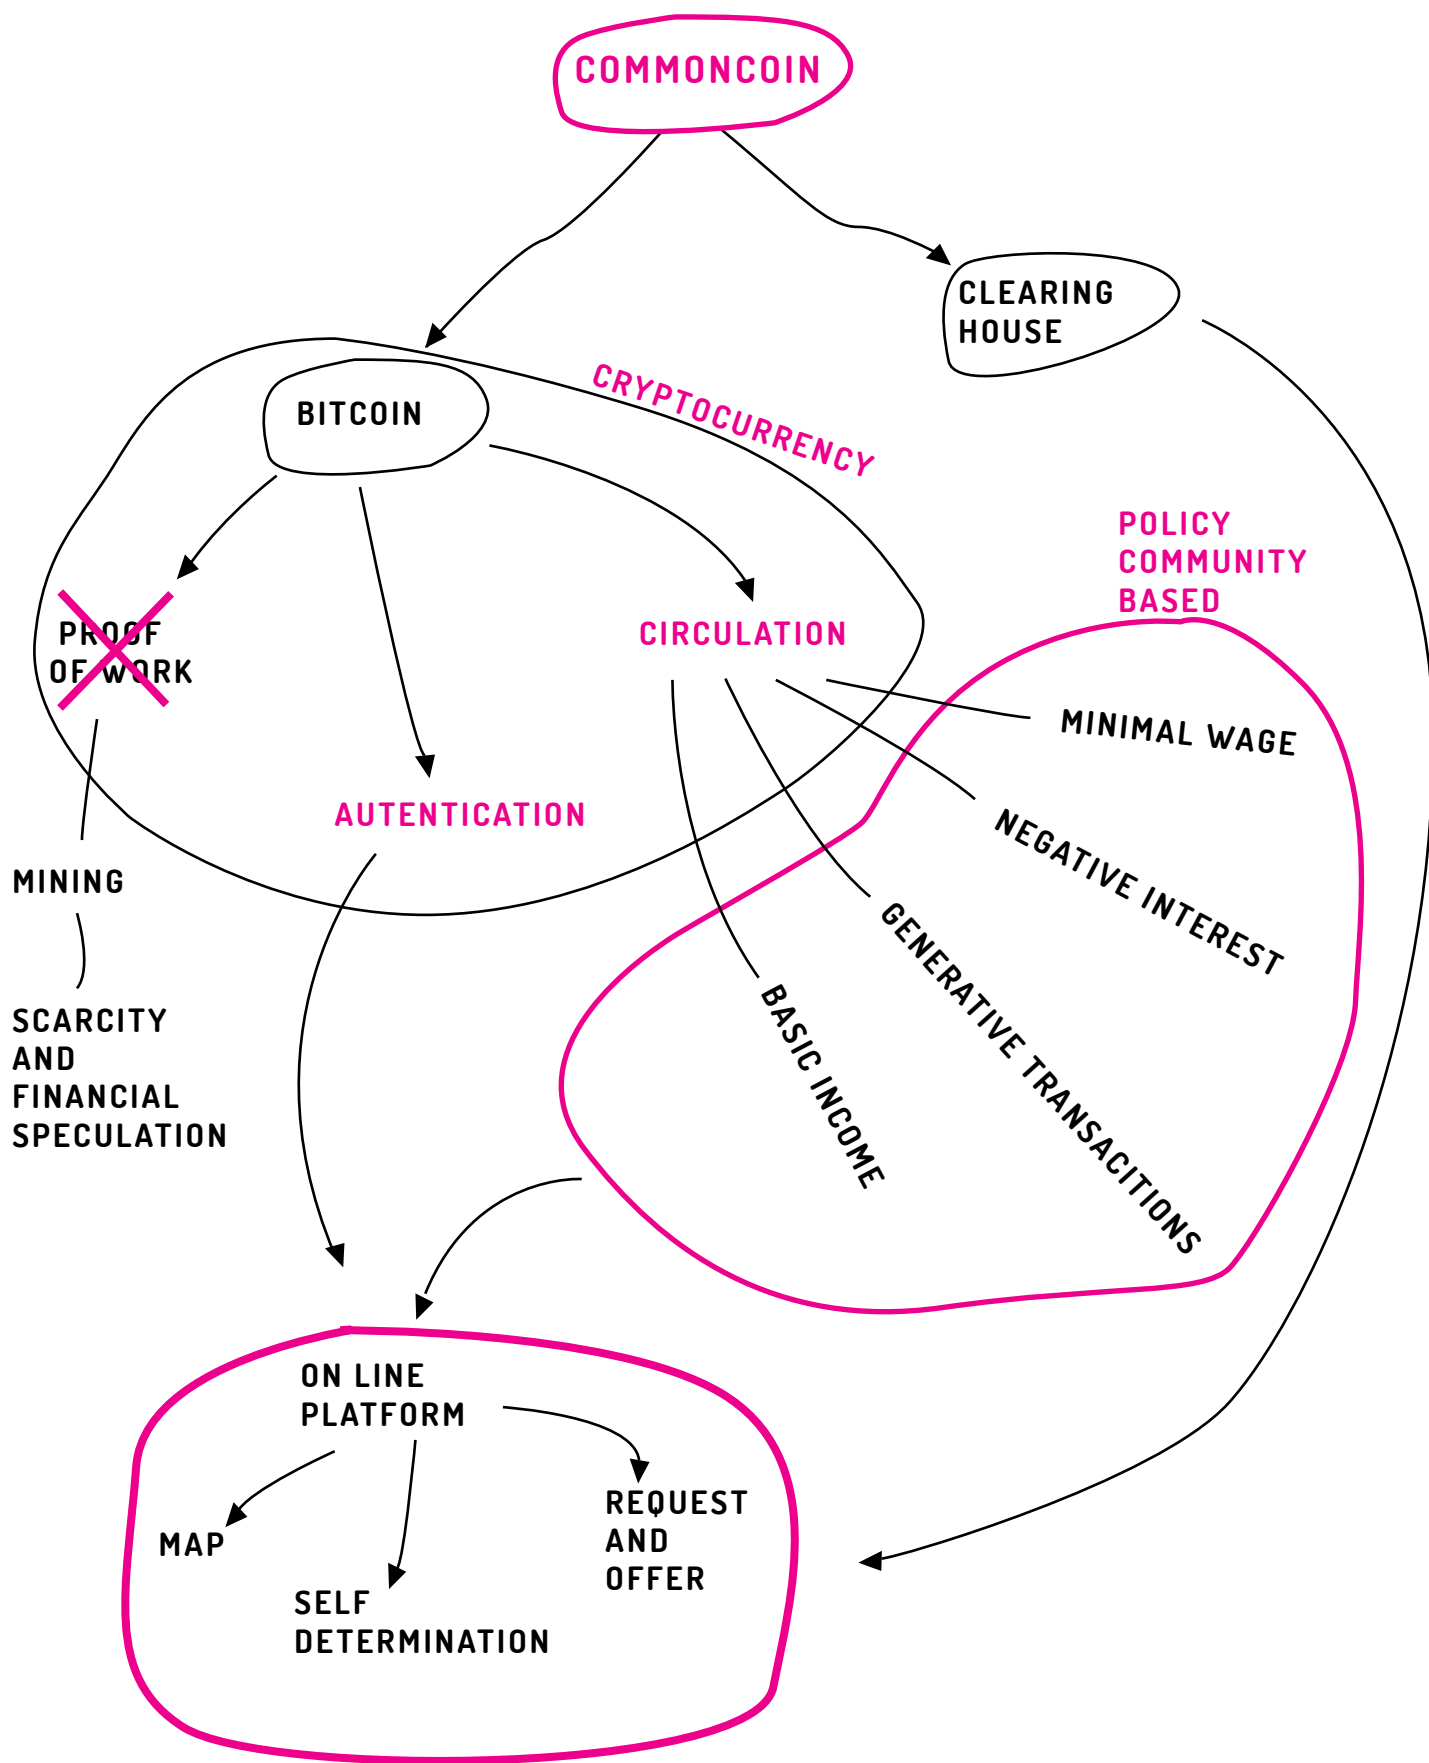 COMMONCOIN
CLEARING
HOUSE
CRYPTOCURRENCY
BITCOIN
POLICY
COMMUNITY
BASED
PROOF
OF WORK
CIRCULATION
MINIMAL WAGE
AUTENTICATION
NEGATIVE INTEREST
MINING
GENERATIVE TRANSACITIONS
BASIC INCOME
SCARCITY
AND
FINANCIAL
SPECULATION
ON LINE
PLATFORM
MAP
REQUEST
AND
OFFER
SELF
DETERMINATION